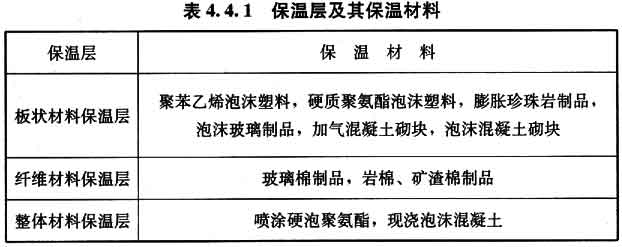 表 4.4.1 保温层及其保温材料
保温层 保 温 材 料
板状材料保温层 聚苯乙烯泡沫塑料，硬质聚氨酯泡沫塑料，膨胀珍珠岩制品，
泡沫玻璃制品，加气混凝土砌块，泡沫混凝土砌块
纤维材料保温层 玻璃棉制品，岩棉、矿渣棉制品
整体材料保温层 喷涂硬泡聚氨酯，现浇泡沫混凝土